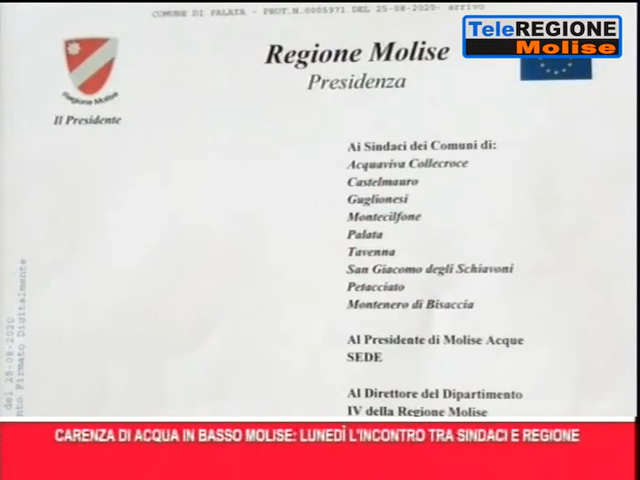 COMUNE DI PALATA - PROT.N.0005971 DEL 25-08-2020- arrivo
TeleREGIONE
Molise
Regione Molise
Presidenza
Regione Molise
Il Presidente
Ai Sindaci dei Comuni di:
Acquaviva Collecroce
Castelmauro
Guglionesi
Montecilfone
Palata
Tavenna
San Giacomo degli Schiavoni
Petacciato
Montenero di Bisaccia
Al Presidente di Molise Acque
SEDE
Al Direttore del Dipartimento
IV della Regione Molise
del 25-08-2020
nto Firmato Digitalmente
CARENZA DI ACQUA IN BASSO MOLISE: LUNEDÌ L'INCONTRO TRA SINDACI E REGIONE